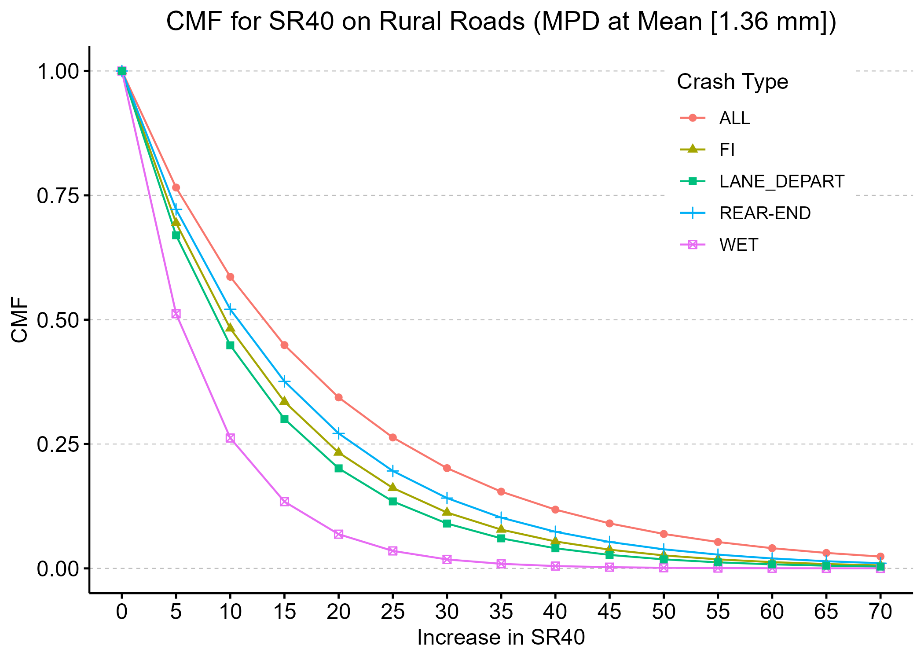 CMF for SR40 on Rural Roads (MPD at Mean [1.36 mm])
Crash Type
ALL
FI
LANE_DEPART
REAR-END
WET
CMF
1.00
0.75
0.50
0.25
0.00
0 5 10 15 20 25 30 35 40 45 50 55 60 65 70
Increase in SR40